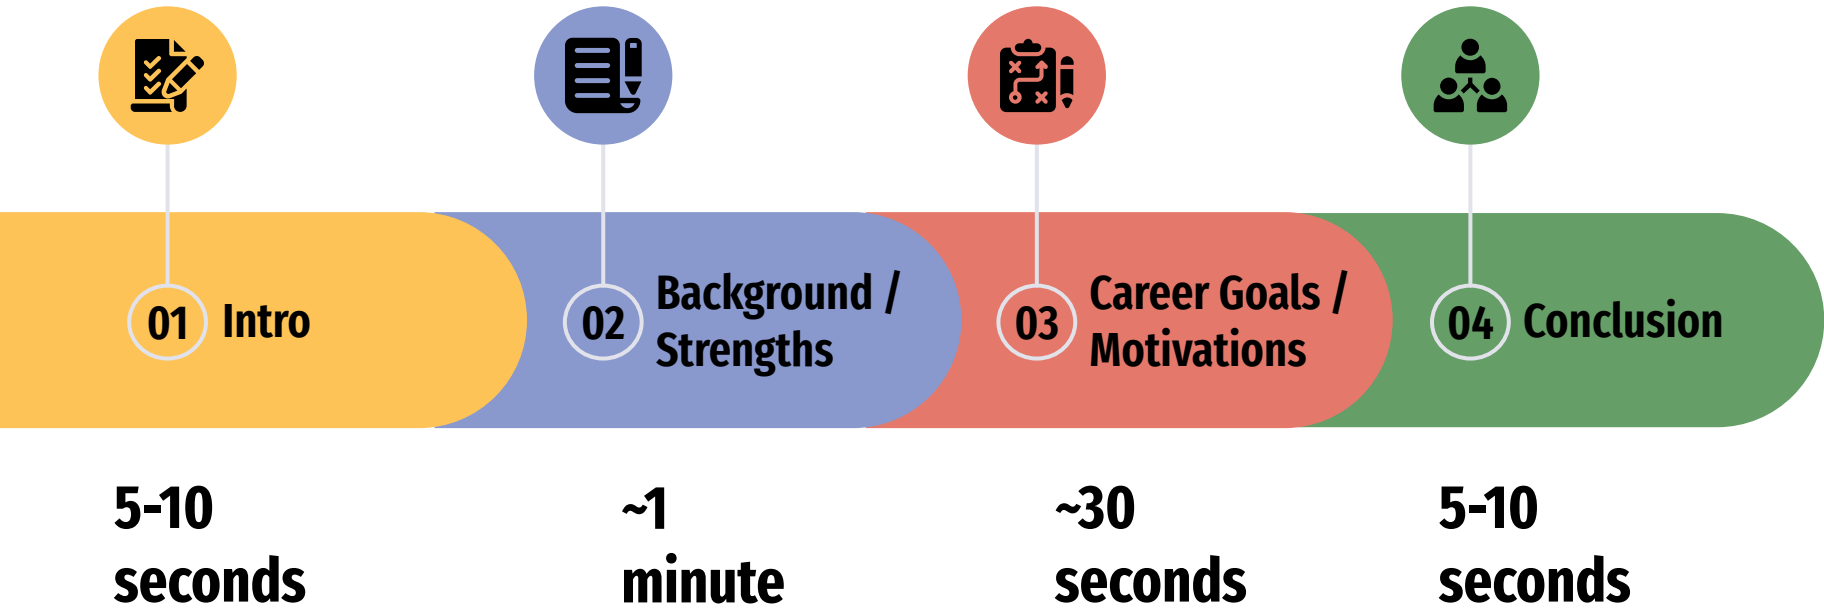 01 Intro
02 Background /
Strengths
03 Career Goals /
Motivations
04 Conclusion
5-10
seconds
~1
minute
~30
seconds
5-10
seconds